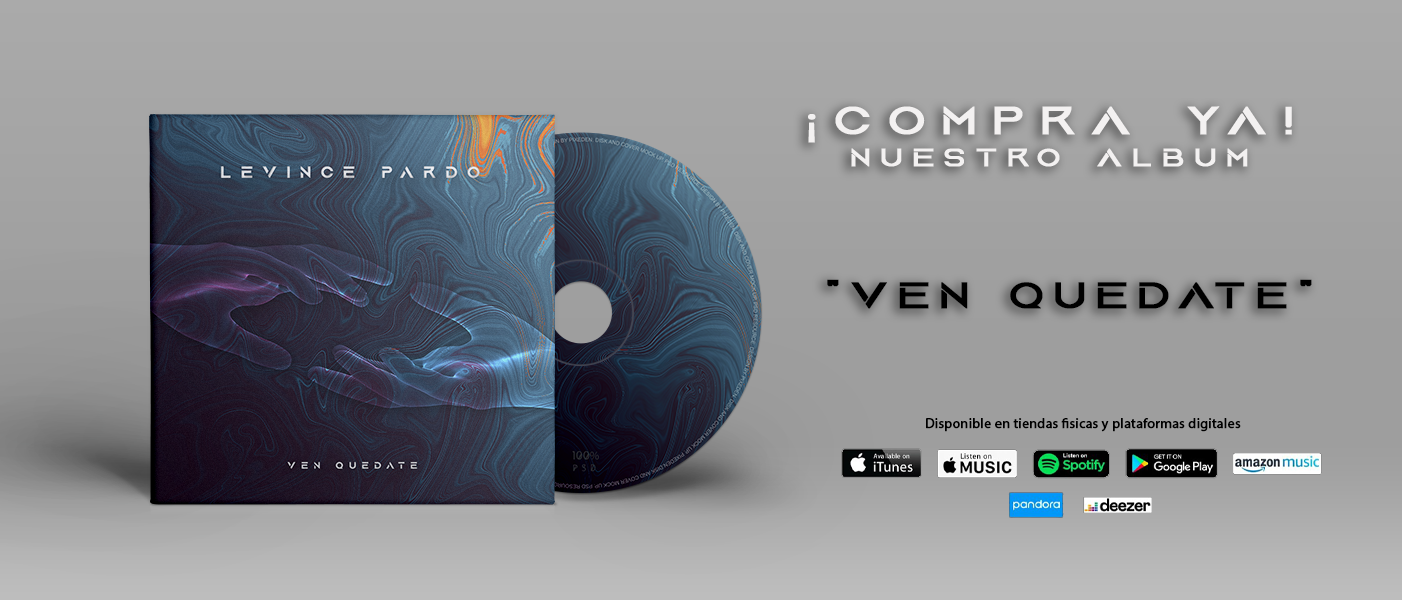 LEVINCE PARDO
VEN QUEDATE
100%
PSD
¡COMPRA YA!
NUESTRO ALBUM
"VEN QUEDATE"
Disponible en tiendas fisicas y plataformas digitales
Available on
iTunes
Listen on
MUSIC
Listen on
Spotify
GET IT ON
Google Play
amazon music
pandora
deezer